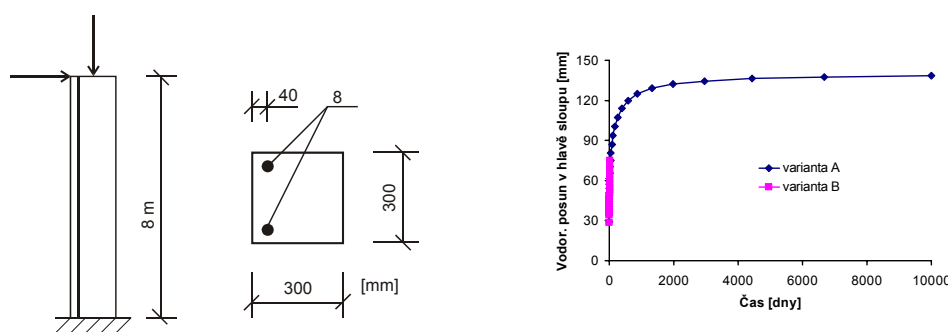 8 m
40
8
300
300
[mm]
Vodor. posun v hlavě sloupu [mm]
150
120
90
60
30
0
varianta A
varianta B
0
2000
4000
6000
8000
10000
Čas [dny]